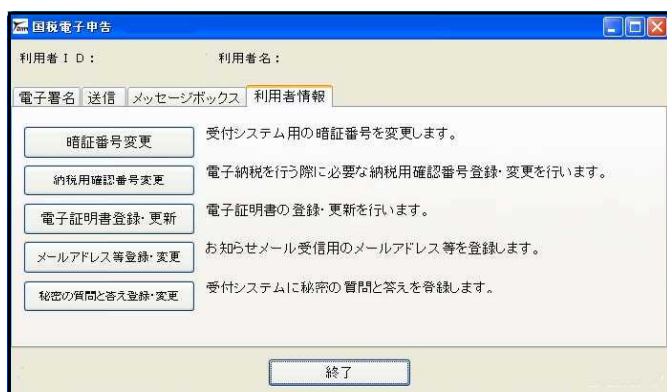 国税電子申告
利用者ID： 利用者名：
電子署名 送信 メッセージボックス 利用者情報
暗証番号変更 受付システム用の暗証番号を変更します。
納税用確認番号変更 電子納税を行う際に必要な納税用確認番号登録・変更を行います。
電子証明書登録・更新 電子証明書の登録・更新を行います。
メールアドレス等登録・変更 お知らせメール受信用のメールアドレス等を登録します。
秘密の質問と答え登録・変更 受付システムに秘密の質問と答えを登録します。
終了